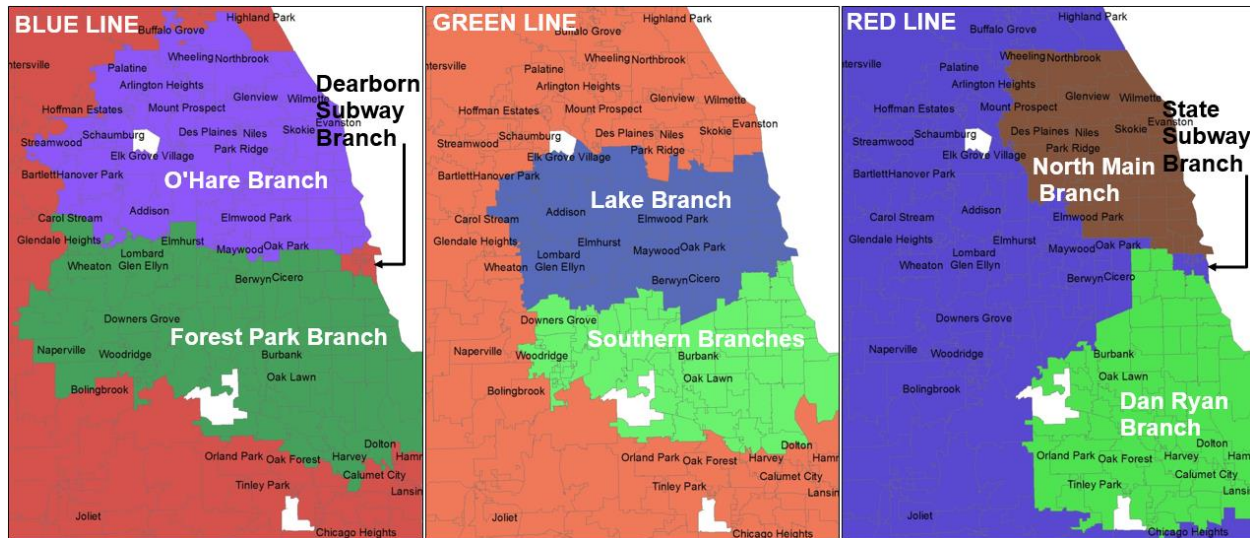 BLUE LINE
Highland Park
Buffalo Grove
ntersville
Wheeling
Northbrook
Palatine
Dearborn
Subway
Branch
Arlington Heights
Hoffman Estates
Mount Prospect
Glenview
Wilmette
Evanston
Schaumburg
Des Plaines
Niles
Skokie
Streamwood
Elk Grove Village
Park Ridge
Bartlett
Hanover Park
O'Hare Branch
Carol Stream
Addison
Elmwood Park
Glendale Heights
Elmhurst
Maywood
Oak Park
Lombard
Wheaton
Glen Ellyn
Berwyn
Cicero
Downers Grove
Forest Park Branch
Naperville
Woodridge
Burbank
Bolingbrook
Oak Lawn
Dolton
Orland Park
Oak Forest
Harvey
Hamm
Calumet City
Tinley Park
Lansin
Joliet
Chicago Heights
GREEN LINE
Highland Park
Buffalo Grove
ntersville
Wheeling
Northbrook
Palatine
Arlington Heights
Hoffman Estates
Mount Prospect
Glenview
Wilmette
Evanston
Schaumburg
Des Plaines
Niles
Skokie
Streamwood
Elk Grove Village
Park Ridge
Bartlett
Hanover Park
Lake Branch
Carol Stream
Addison
Elmwood Park
Glendale Heights
Elmhurst
Maywood
Oak Park
Lombard
Wheaton
Glen Ellyn
Berwyn
Cicero
Downers Grove
Southern Branches
Naperville
Woodridge
Burbank
Bolingbrook
Oak Lawn
Dolton
Orland Park
Oak Forest
Harvey
Hamm
Calumet City
Tinley Park
Lansin
Joliet
Chicago Heights
RED LINE
Highland Park
Buffalo Grove
ntersville
Wheeling
Northbrook
Palatine
State
Subway
Branch
Arlington Heights
Hoffman Estates
Mount Prospect
Glenview
Wilmette
Evanston
Schaumburg
Des Plaines
Niles
Skokie
Streamwood
Elk Grove Village
Park Ridge
Bartlett
Hanover Park
North Main
Branch
Carol Stream
Addison
Elmwood Park
Glendale Heights
Elmhurst
Maywood
Oak Park
Lombard
Wheaton
Glen Ellyn
Berwyn
Cicero
Downers Grove
Naperville
Woodridge
Burbank
Bolingbrook
Oak Lawn
Dan Ryan
Branch
Dolton
Orland Park
Oak Forest
Harvey
Ham
Calumet City
Tinley Park
Lansin
Joliet
Chicago Heights